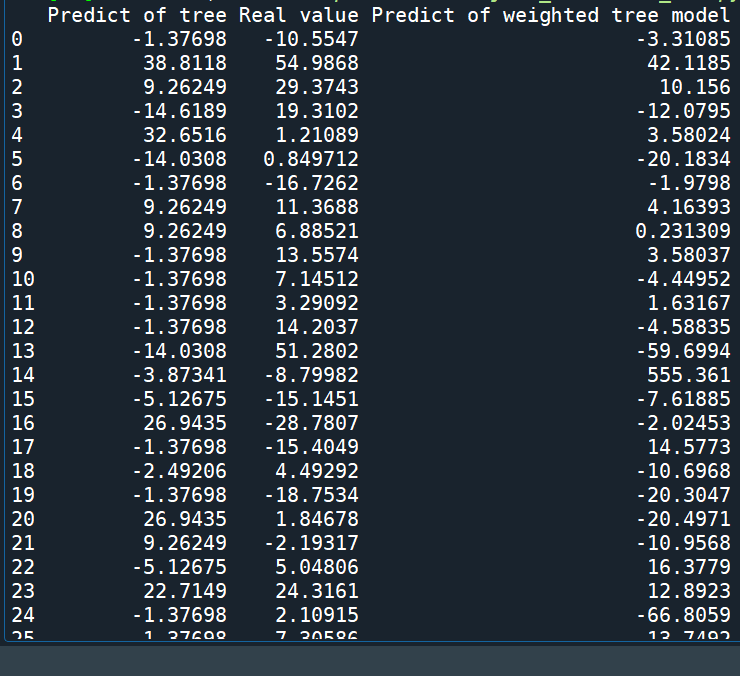 Predict of tree Real value Predict of weighted tree model
0 -1.37698 -10.5547 -3.31085
1 38.8118 54.9868 42.1185
2 9.26249 29.3743 10.156
3 -14.6189 19.3102 -12.0795
4 32.6516 1.21089 3.58024
5 -14.0308 0.849712 -20.1834
6 -1.37698 -16.7262 -1.9798
7 9.26249 11.3688 4.16393
8 9.26249 6.88521 0.231309
9 -1.37698 13.5574 3.58037
10 -1.37698 7.14512 -4.44952
11 -1.37698 3.29092 1.63167
12 -1.37698 14.2037 -4.58835
13 -14.0308 51.2802 -59.6994
14 -3.87341 -8.79982 555.361
15 -5.12675 -15.1451 -7.61885
16 26.9435 -28.7807 -2.02453
17 -1.37698 -15.4049 14.5773
18 -2.49206 4.49292 -10.6968
19 -1.37698 -18.7534 -20.3047
20 26.9435 1.84678 -20.4971
21 9.26249 -2.19317 -10.9568
22 -5.12675 5.04806 16.3779
23 22.7149 24.3161 12.8923
24 -1.37698 2.10915 -66.8059
25 1.37698 7.30586